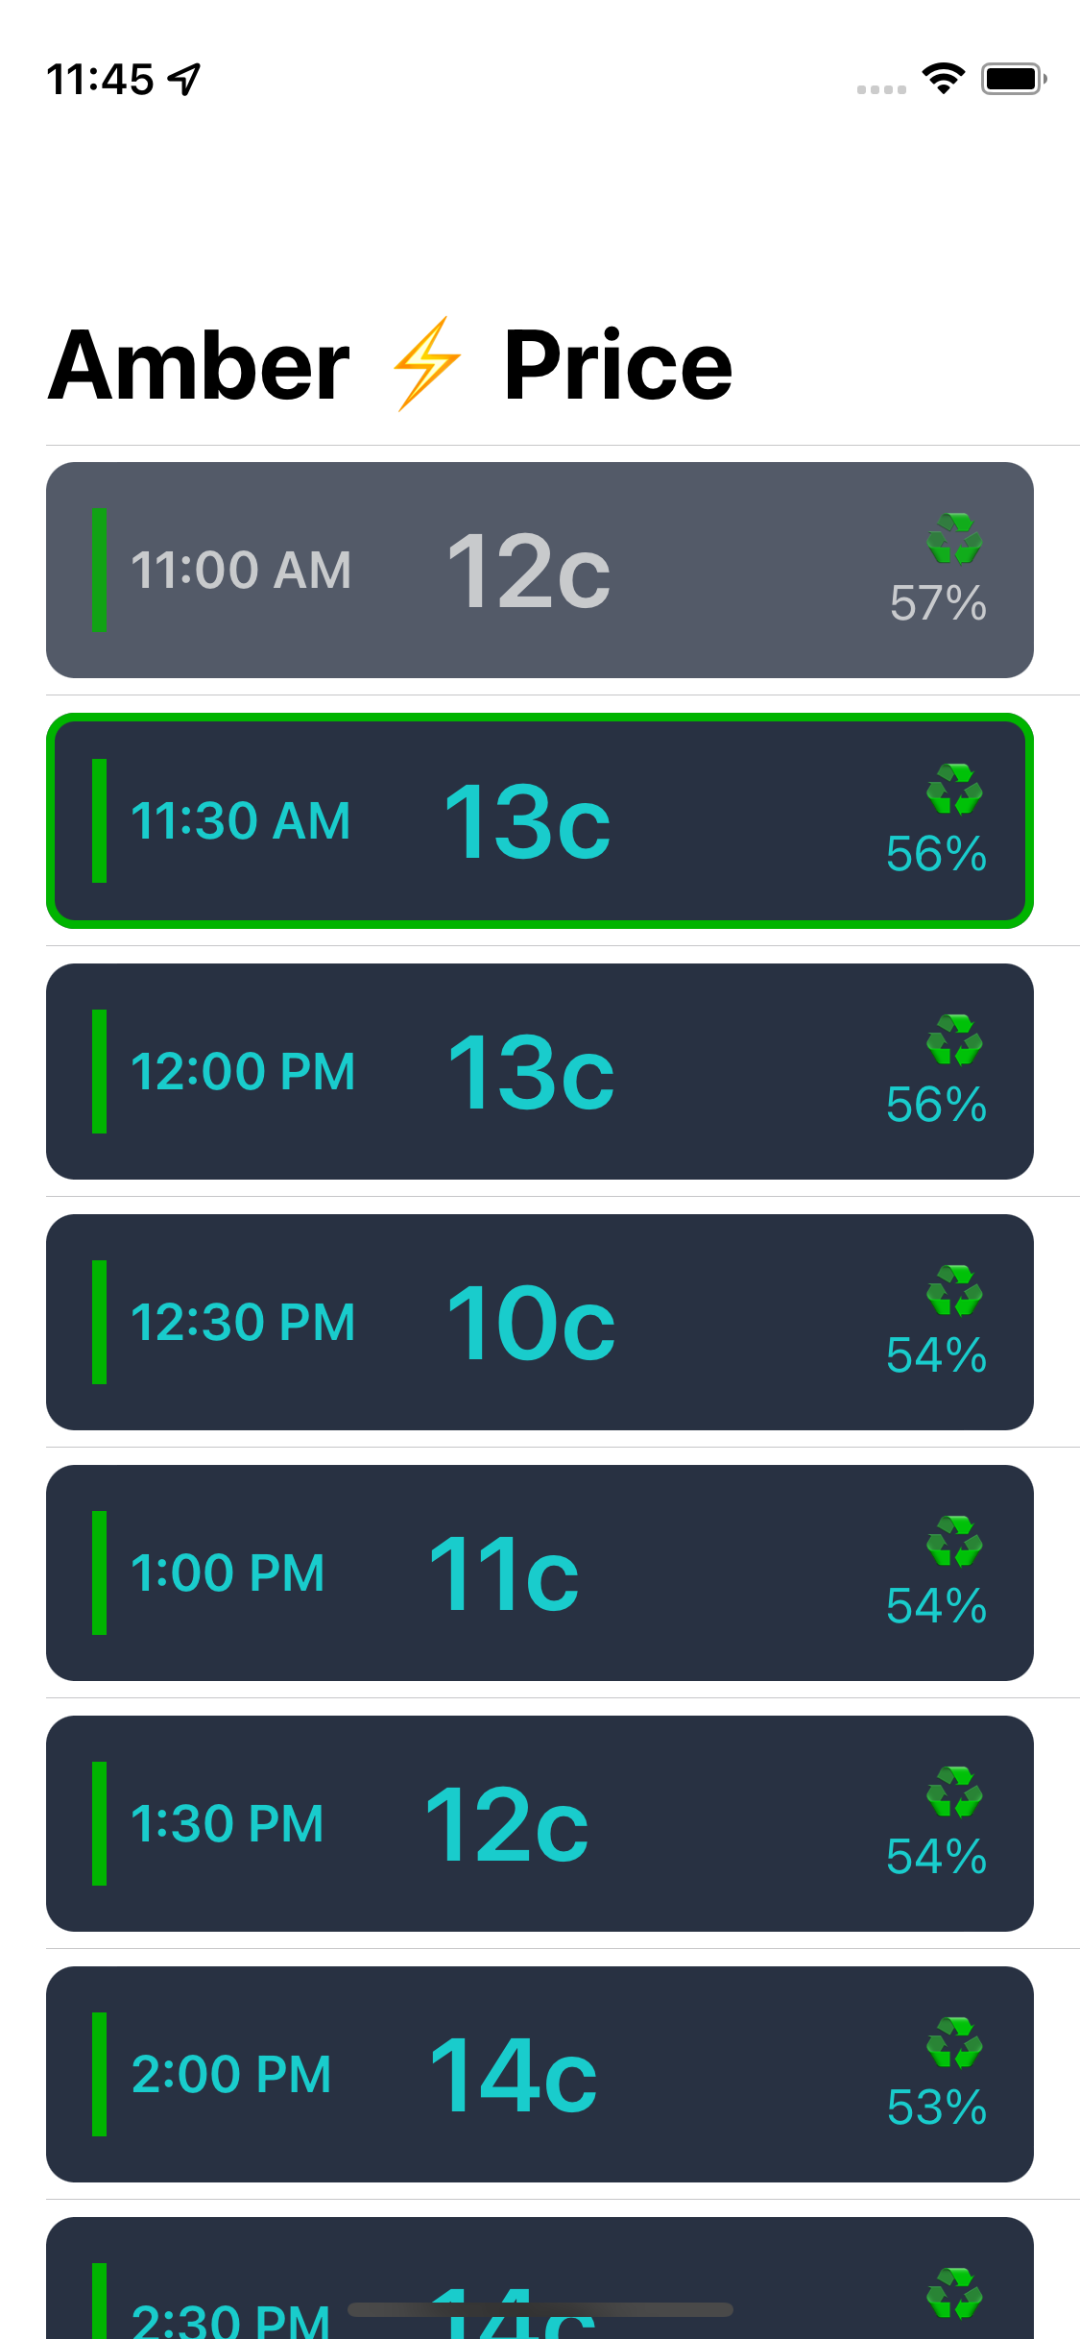 11:45
Amber ⚡ Price
11:00 AM 12c ♻ 57%
11:30 AM 13c ♻ 56%
12:00 PM 13c ♻ 56%
12:30 PM 10c ♻ 54%
1:00 PM 11c ♻ 54%
1:30 PM 12c ♻ 54%
2:00 PM 14c ♻ 53%
2:30 PM 14c ♻